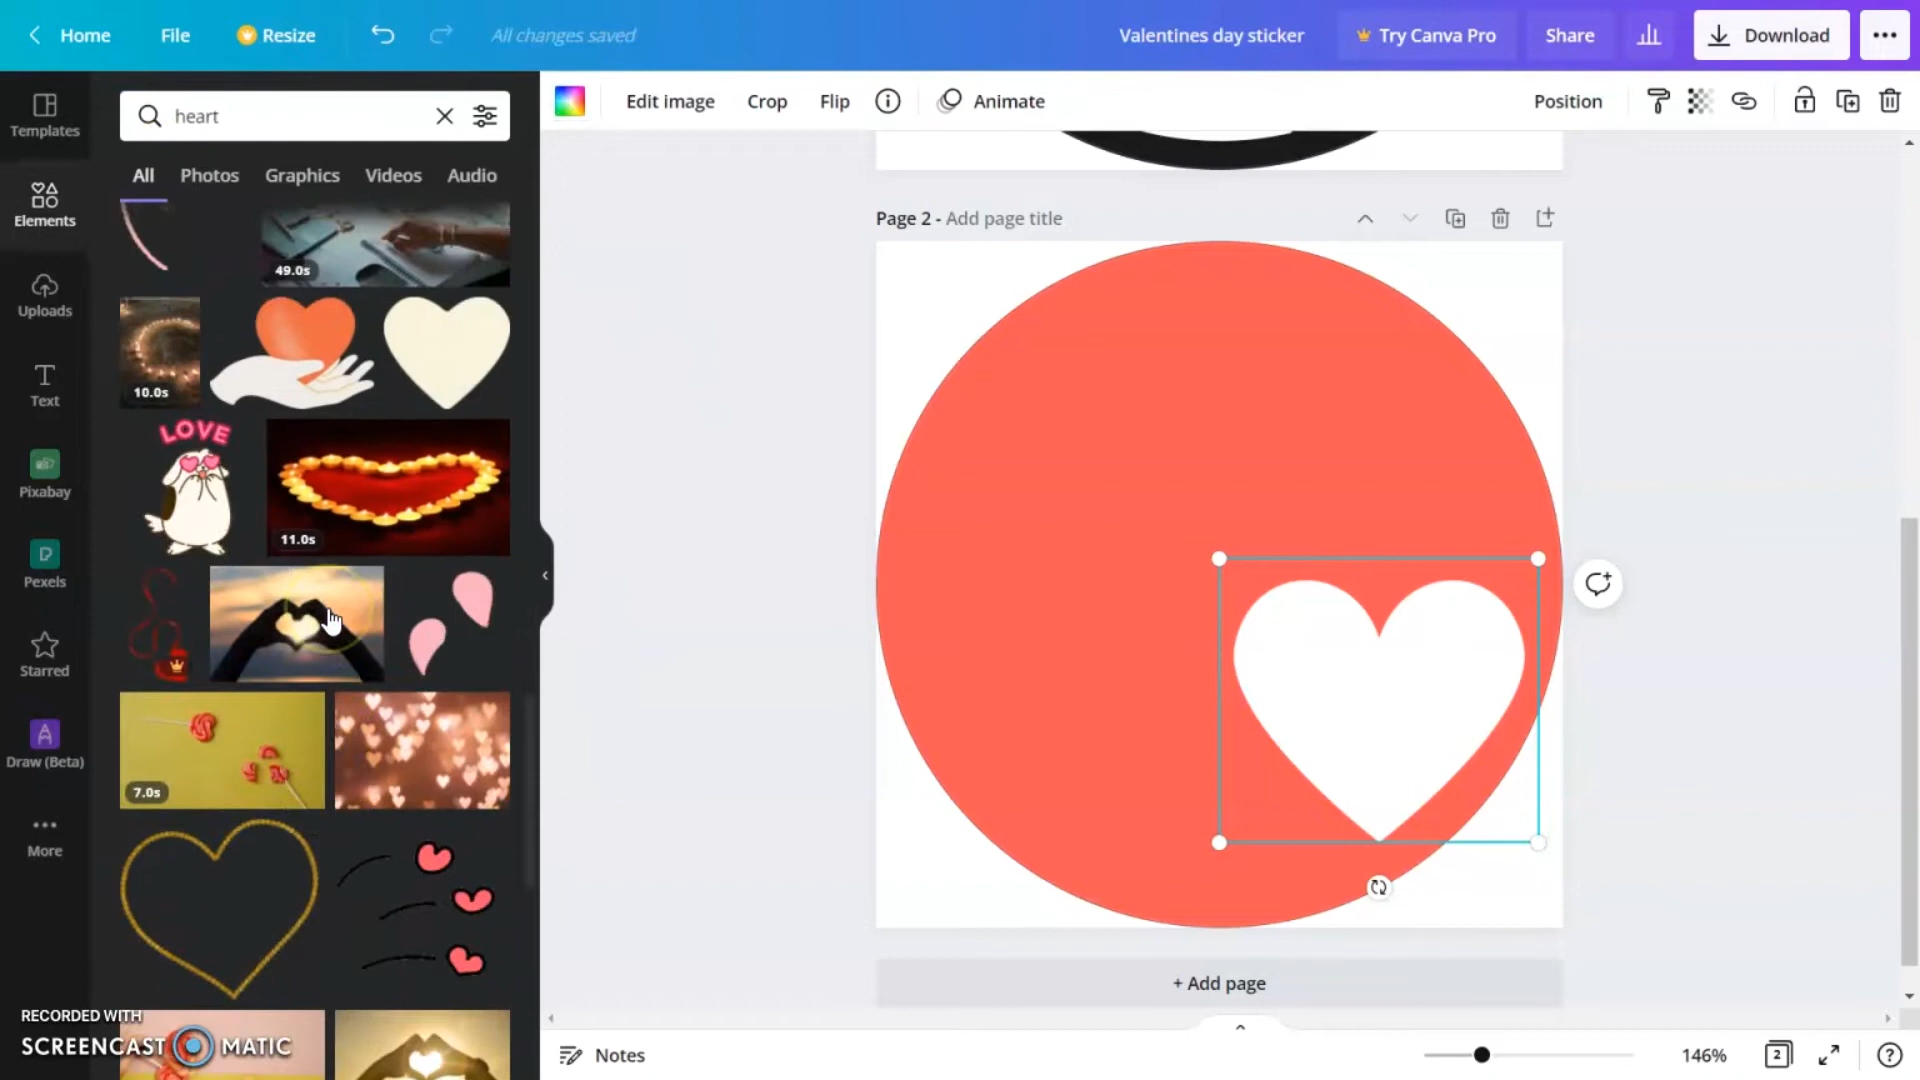 Home File Resize All changes saved Valentines day sticker Try Canva Pro Share Download
Templates
Elements
Uploads
Text
Pixabay
Pexels
Starred
Draw (Beta)
More
heart
All Photos Graphics Videos Audio
49.0s
10.0s
LOVE
11.0s
7.0s
RECORDED WITH
SCREENCAST MATIC
Edit image Crop Flip Animate Position
Page 2 - Add page title
+ Add page
Notes 146% 2